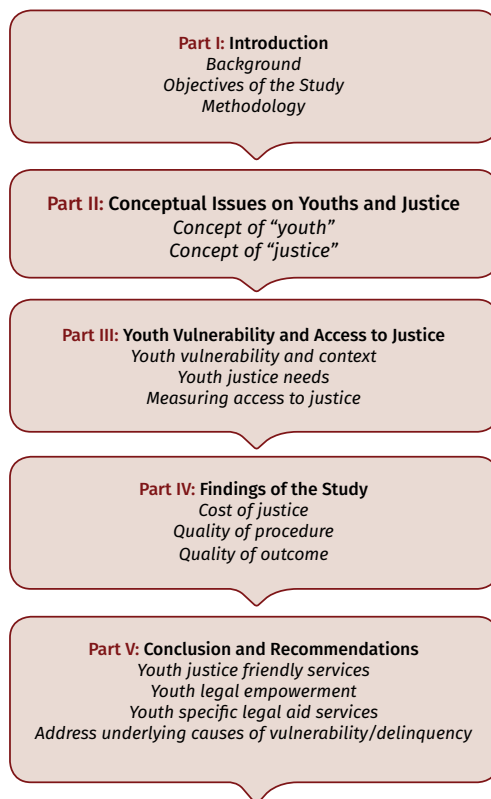 Part I: Introduction
Background
Objectives of the Study
Methodology
Part II: Conceptual Issues on Youths and Justice
Concept of “youth”
Concept of “justice”
Part III: Youth Vulnerability and Access to Justice
Youth vulnerability and context
Youth justice needs
Measuring access to justice
Part IV: Findings of the Study
Cost of justice
Quality of procedure
Quality of outcome
Part V: Conclusion and Recommendations
Youth justice friendly services
Youth legal empowerment
Youth specific legal aid services
Address underlying causes of vulnerability/delinquency